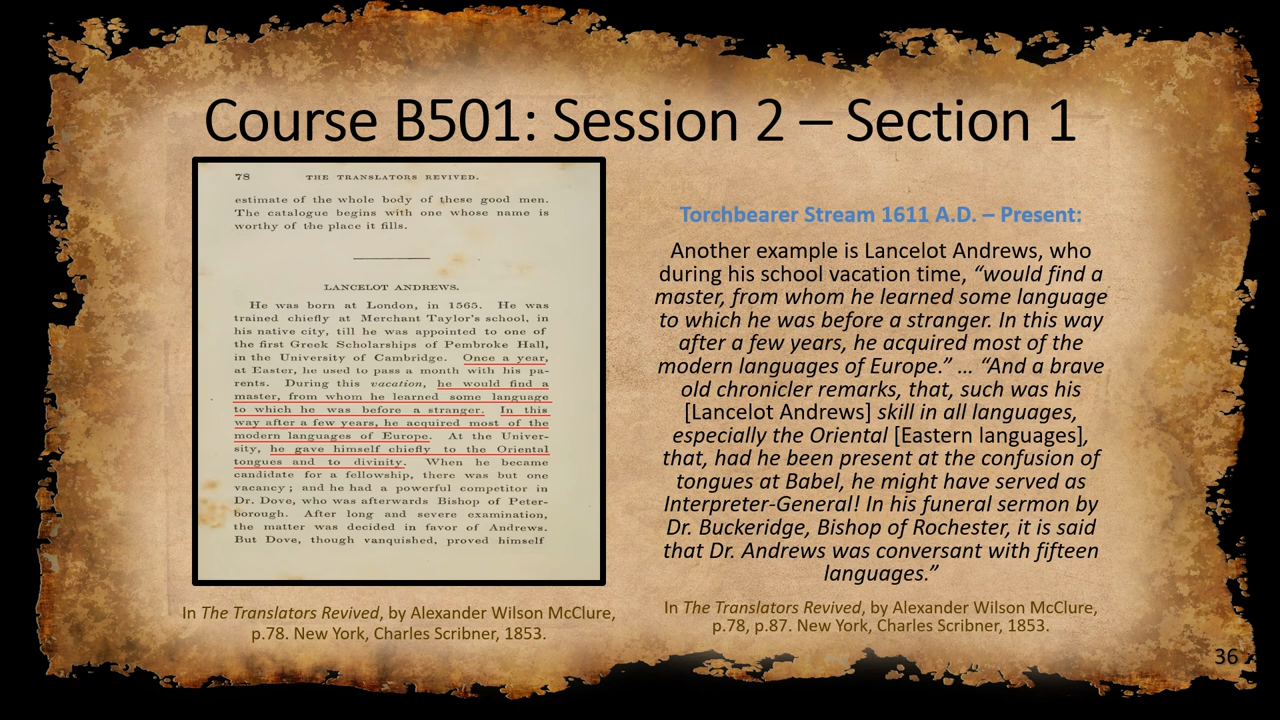 Course B501: Session 2 – Section 1
78 THE TRANSLATORS REVIVED.
estimate of the whole body of these good men.
The catalogue begins with one whose name is
worthy of the place it fills.
LANCELOT ANDREWS.
He was born at London, in 1565. He was
trained chiefly at Merchant Taylor's school, in
his native city, till he was appointed to one of
the first Greek Scholarships of Pembroke Hall,
in the University of Cambridge. Once a year,
at Easter, he used to pass a month with his pa-
rents. During this vacation, he would find a
master, from whom he learned some language
to which he was before a stranger. In this
way after a few years, he acquired most of the
modern languages of Europe. At the Univer-
sity, he gave himself chiefly to the Oriental
tongues and to divinity. When he became
candidate for a fellowship, there was but one
vacancy; and he had a powerful competitor in
Dr. Dove, who was afterwards Bishop of Peter-
borough. After long and severe examination,
the matter was decided in favor of Andrews.
But Dove, though vanquished, proved himself
In The Translators Revived, by Alexander Wilson McClure,
p.78. New York, Charles Scribner, 1853.
Torchbearer Stream 1611 A.D. – Present:
Another example is Lancelot Andrews, who
during his school vacation time, “would find a
master, from whom he learned some language
to which he was before a stranger. In this way
after a few years, he acquired most of the
modern languages of Europe.” … “And a brave
old chronicler remarks, that, such was his
[Lancelot Andrews] skill in all languages,
especially the Oriental [Eastern languages],
that, had he been present at the confusion of
tongues at Babel, he might have served as
Interpreter-General! In his funeral sermon by
Dr. Buckeridge, Bishop of Rochester, it is said
that Dr. Andrews was conversant with fifteen
languages.”
In The Translators Revived, by Alexander Wilson McClure,
p.78, p.87. New York, Charles Scribner, 1853.
36